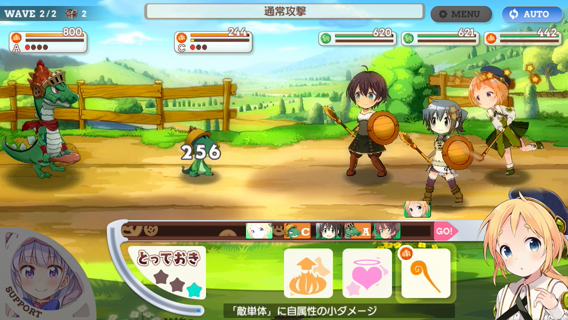 WAVE 2/2 2
通常攻撃
MENU
AUTO
800
A
244
C
620
621
442
256
C A GO!
とっておき
SUPPORT
「敵単体」に自属性の小ダメージ